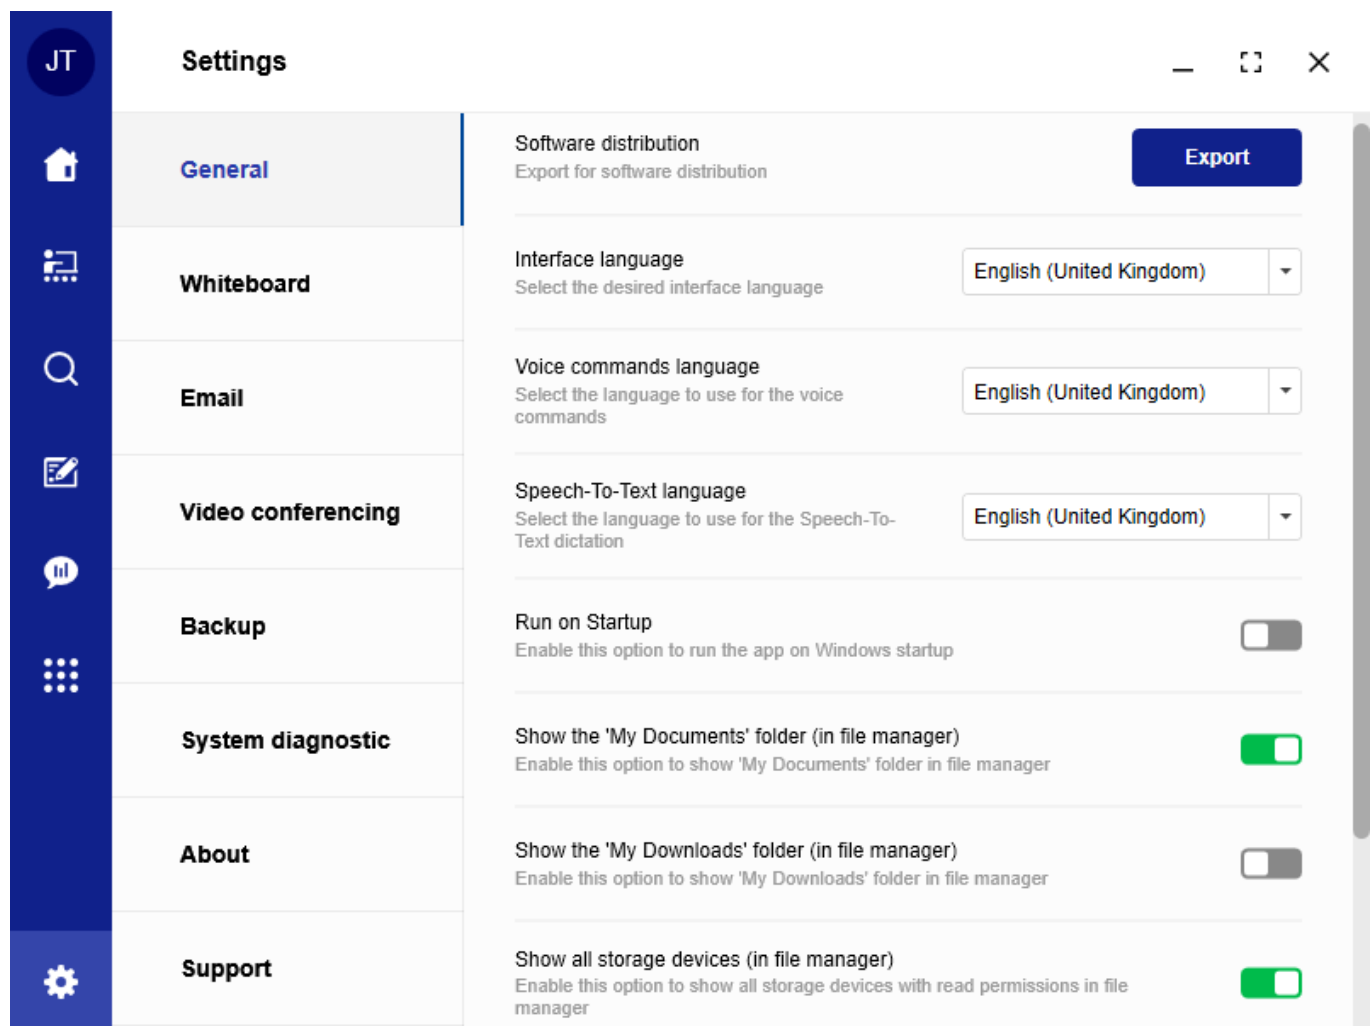 JT
Settings
General
Whiteboard
Email
Video conferencing
Backup
System diagnostic
About
Support
Software distribution
Export for software distribution
Export
Interface language
Select the desired interface language
English (United Kingdom)
Voice commands language
Select the language to use for the voice
commands
English (United Kingdom)
Speech-To-Text language
Select the language to use for the Speech-To-
Text dictation
English (United Kingdom)
Run on Startup
Enable this option to run the app on Windows startup
Show the 'My Documents' folder (in file manager)
Enable this option to show 'My Documents' folder in file manager
Show the 'My Downloads' folder (in file manager)
Enable this option to show 'My Downloads' folder in file manager
Show all storage devices (in file manager)
Enable this option to show all storage devices with read permissions in file
manager